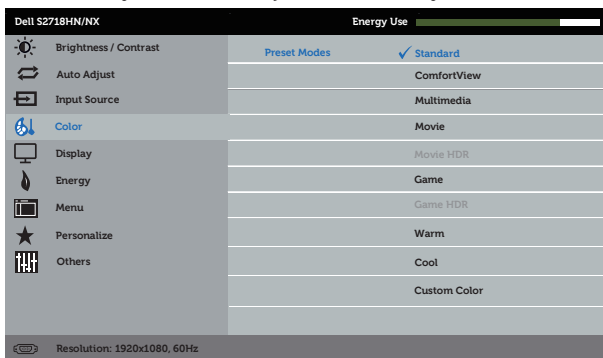 Dell S2718HN/NX Energy Use
Brightness / Contrast
Auto Adjust
Input Source
Color
Display
Energy
Menu
Personalize
Others
Preset Modes
✓ Standard
ComfortView
Multimedia
Movie
Movie HDR
Game
Game HDR
Warm
Cool
Custom Color
Resolution: 1920x1080, 60Hz